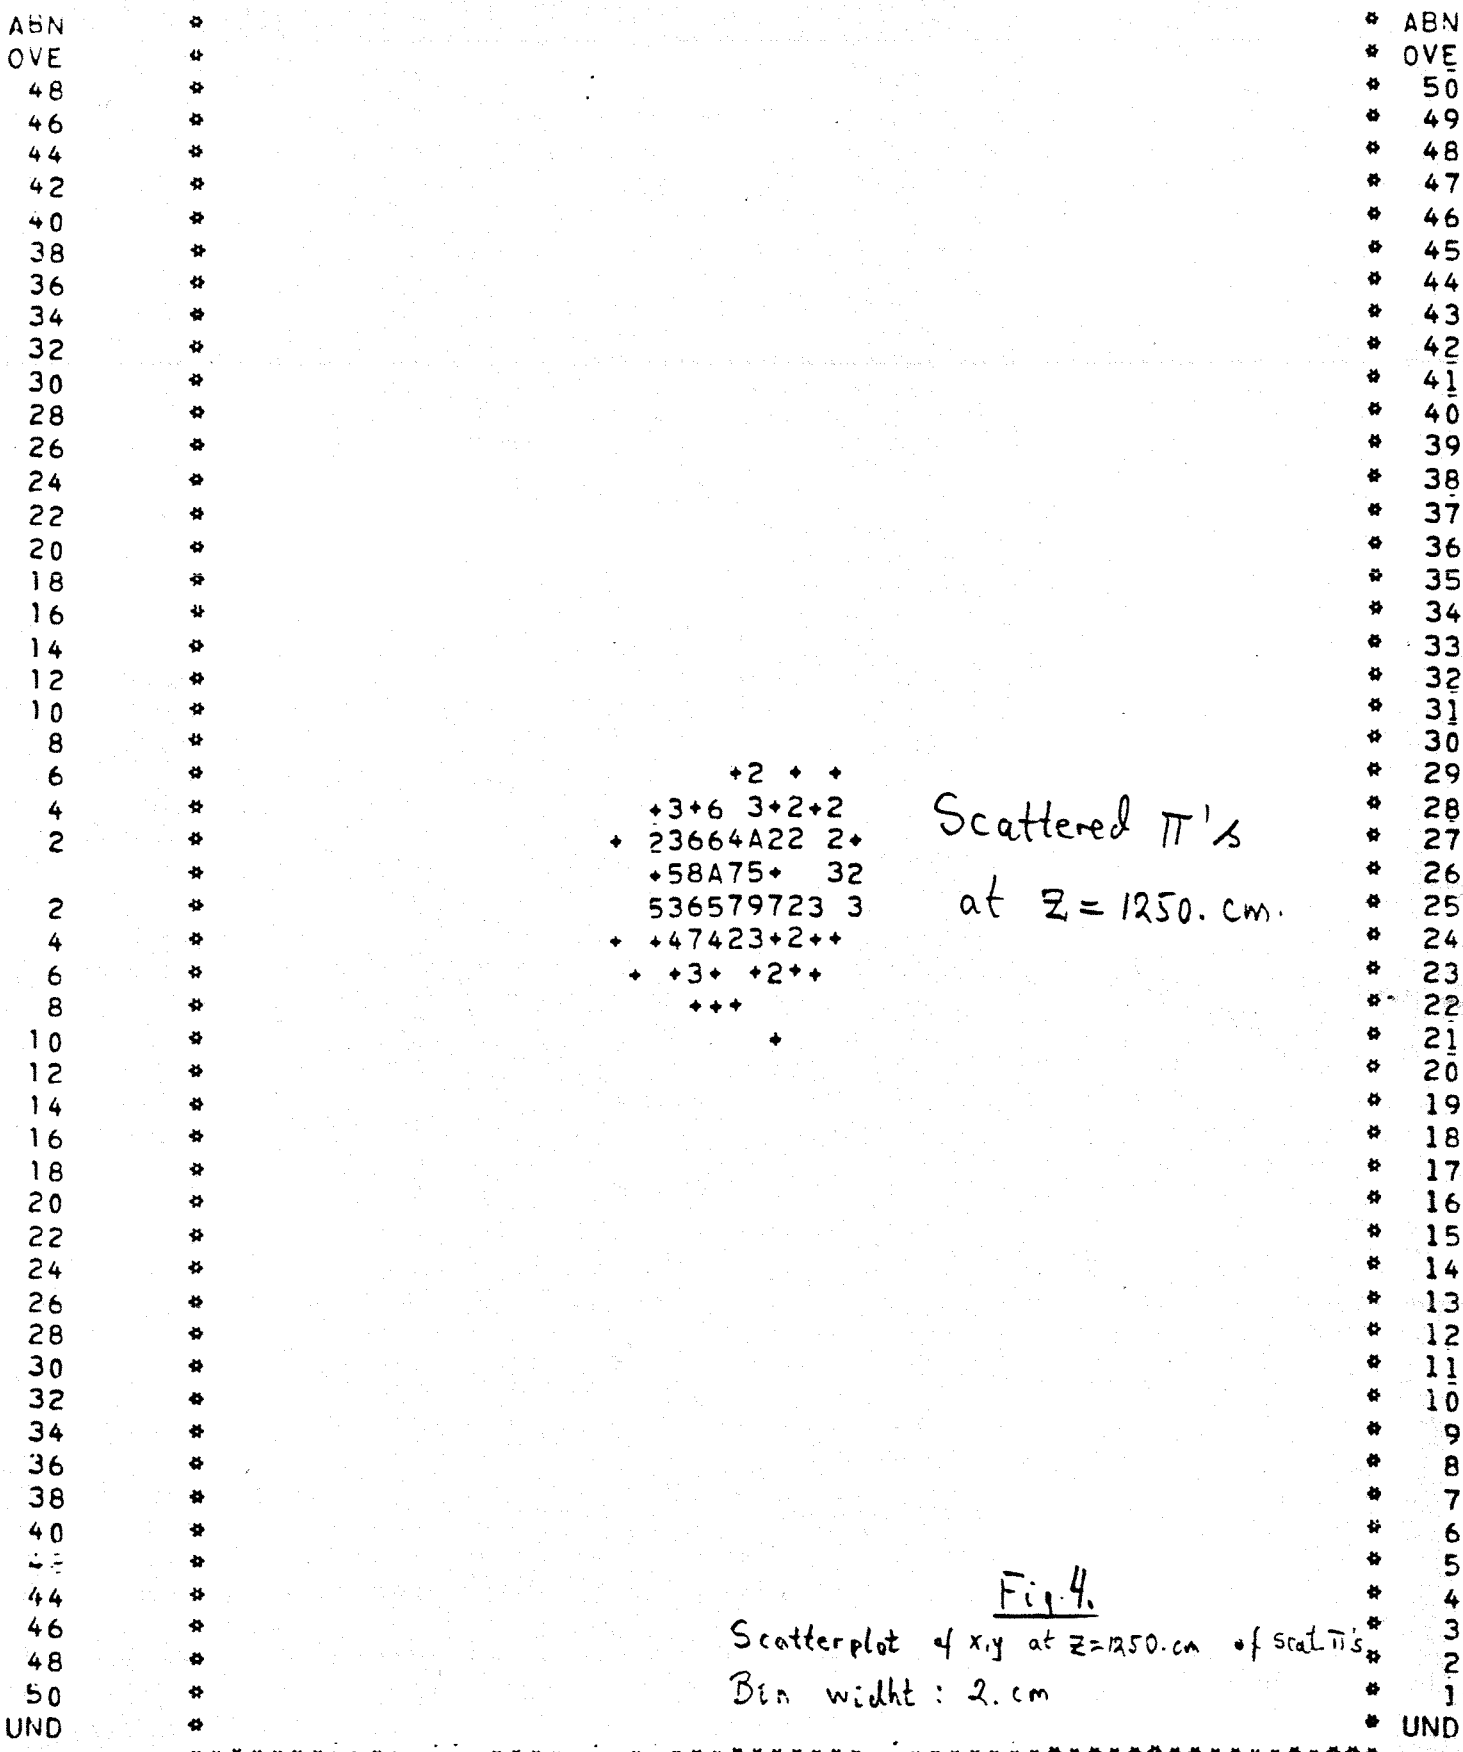 ABN * * ABN
OVE * * OVE
48 * * 50
46 * * 49
44 * * 48
42 * * 47
40 * * 46
38 * * 45
36 * * 44
34 * * 43
32 * * 42
30 * * 41
28 * * 40
26 * * 39
24 * * 38
22 * * 37
20 * * 36
18 * * 35
16 * * 34
14 * * 33
12 * * 32
10 * * 31
8 * * 30
6 * +2 + + * 29
4 * +3+6 3+2+2 * 28
Scattered π's
2 * + 23664A22 2+ * 27
* +58A75+ 32 * 26
2 * 536579723 3 * 25
at z = 1250. cm.
4 * + +47423+2++ * 24
6 * + +3+ +2++ * 23
8 * +++ * 22
10 * + * 21
12 * * 20
14 * * 19
16 * * 18
18 * * 17
20 * * 16
22 * * 15
24 * * 14
26 * * 13
28 * * 12
30 * * 11
32 * * 10
34 * * 9
36 * * 8
38 * * 7
40 * * 6
* * 5
Fig. 4.
44 * * 4
46 * * 3
Scatterplot of x,y at z=1250. cm of scat. π's
48 * * 2
Bin widht : 2. cm
50 * * 1
UND * * UND